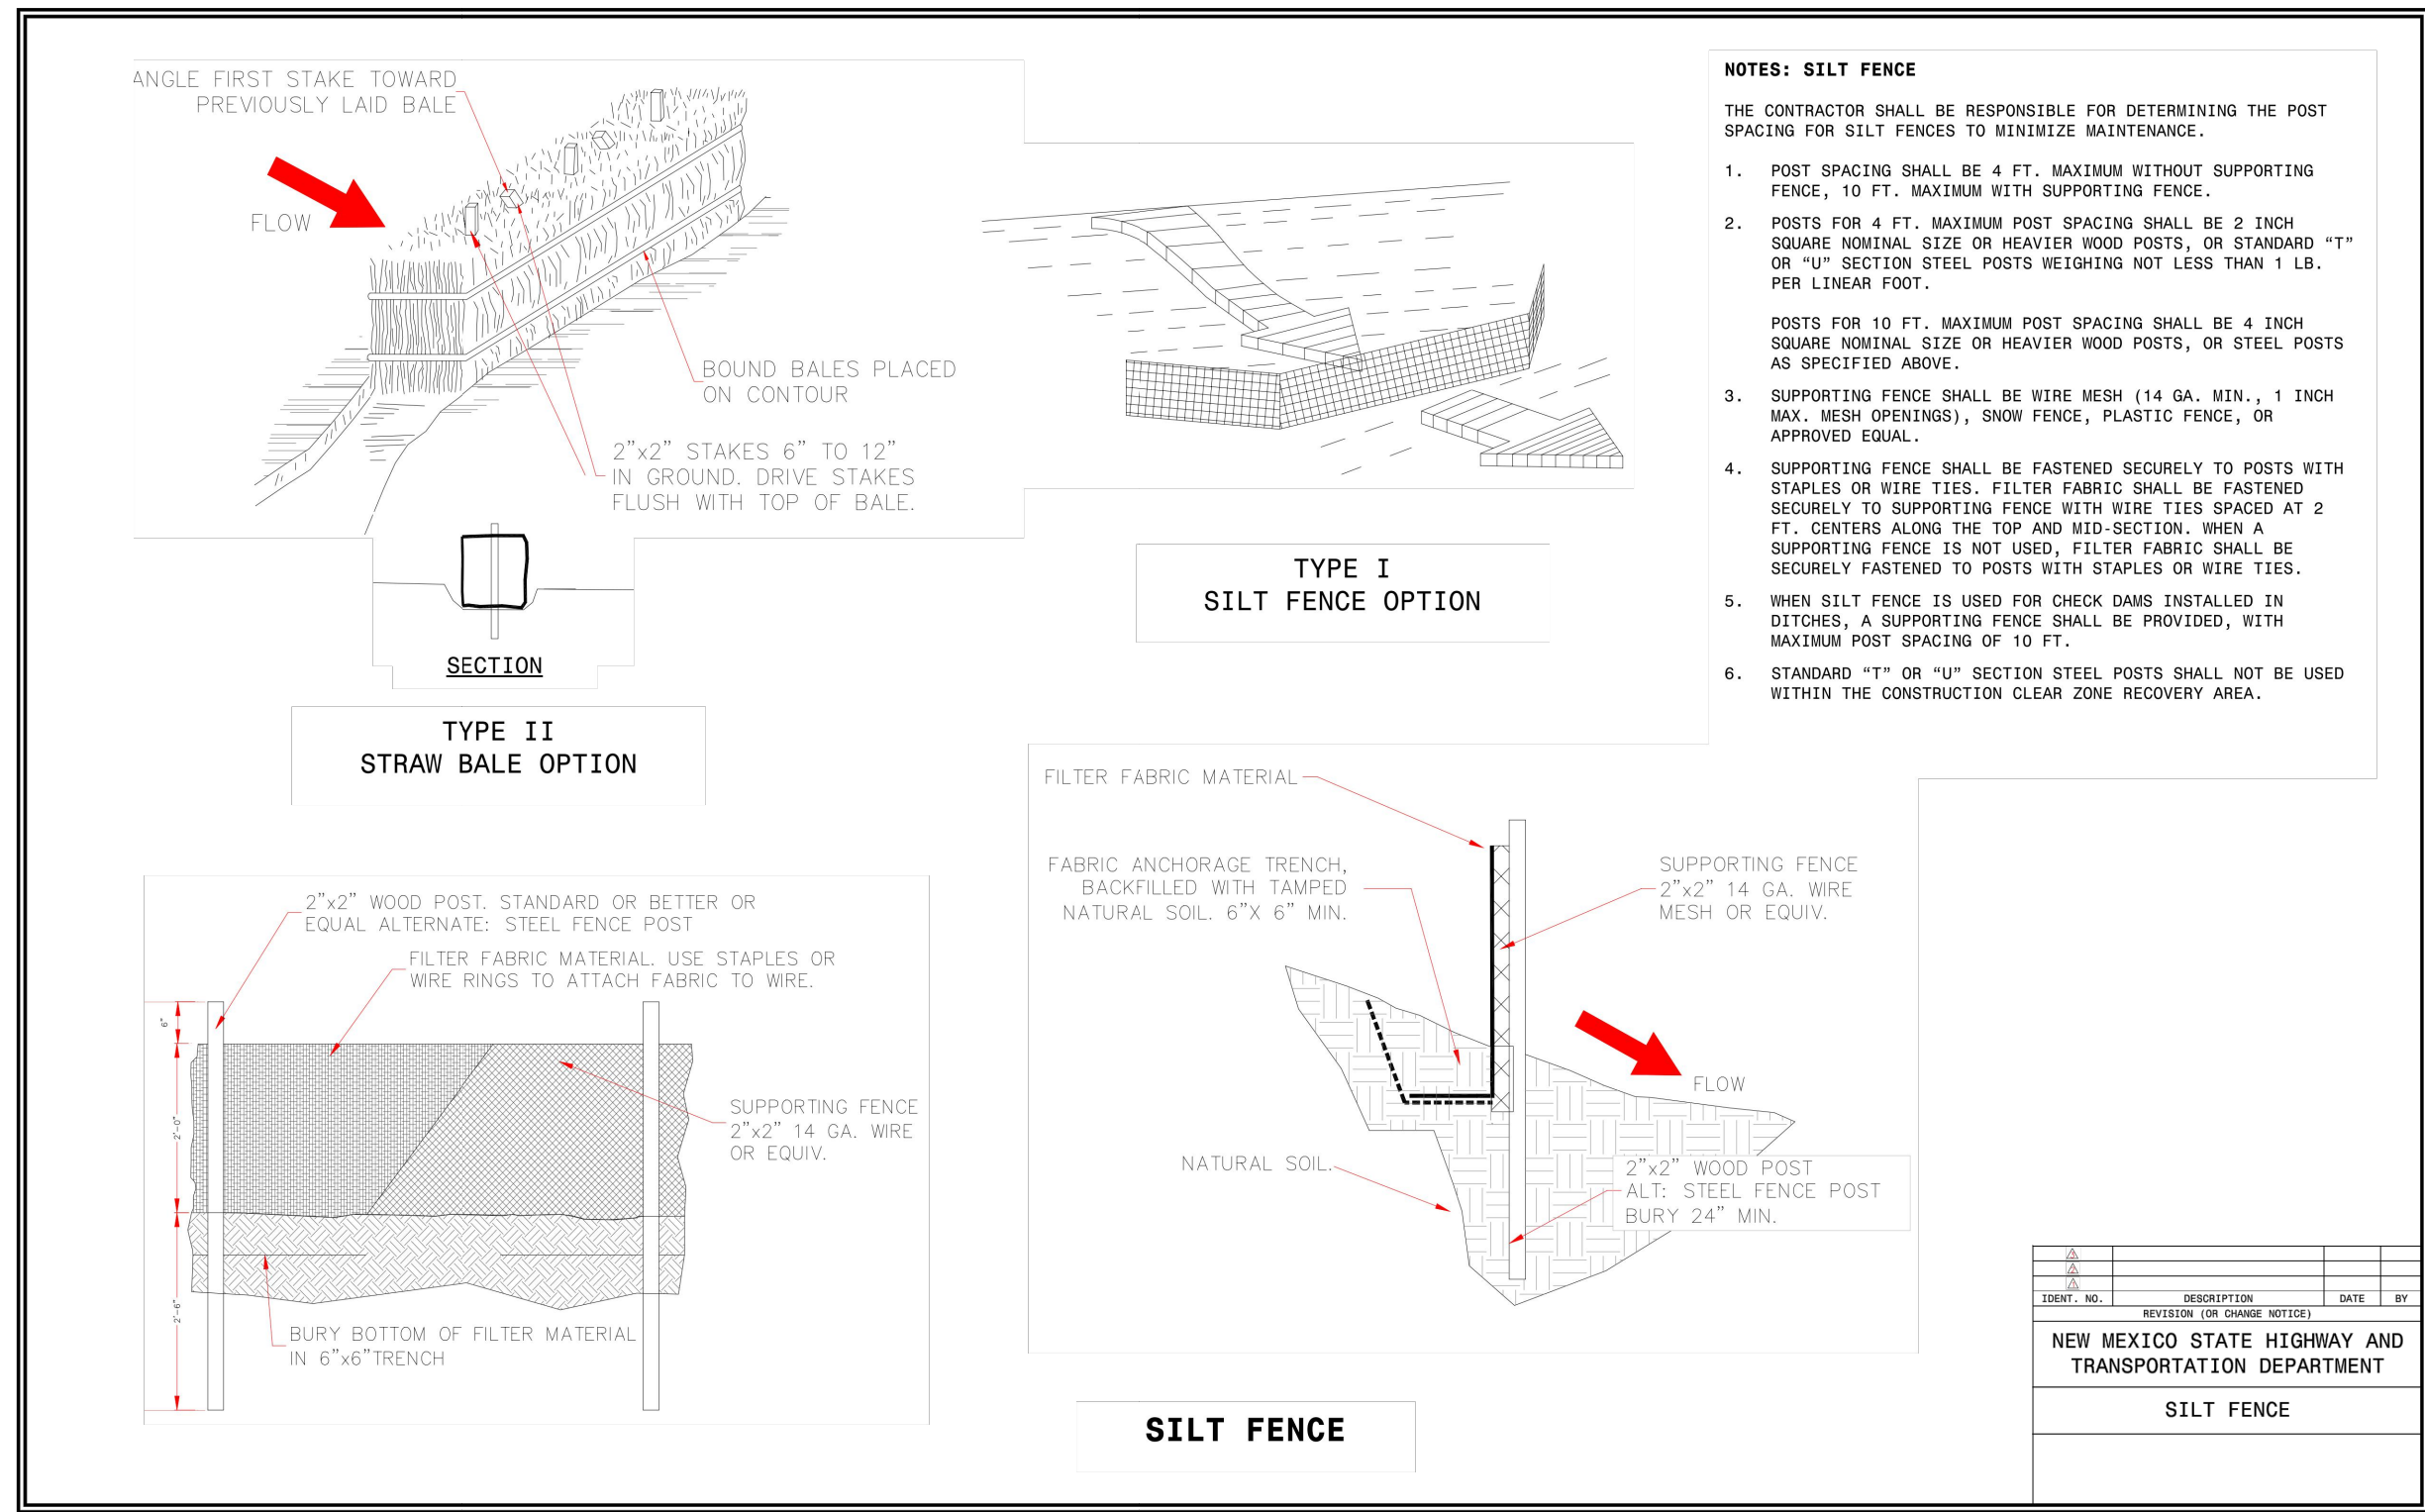 ANGLE FIRST STAKE TOWARD
PREVIOUSLY LAID BALE
FLOW
BOUND BALES PLACED
ON CONTOUR
2"x2" STAKES 6" TO 12"
IN GROUND. DRIVE STAKES
FLUSH WITH TOP OF BALE.
SECTION
TYPE II
STRAW BALE OPTION
TYPE I
SILT FENCE OPTION
NOTES: SILT FENCE
THE CONTRACTOR SHALL BE RESPONSIBLE FOR DETERMINING THE POST
SPACING FOR SILT FENCES TO MINIMIZE MAINTENANCE.
1. POST SPACING SHALL BE 4 FT. MAXIMUM WITHOUT SUPPORTING
FENCE, 10 FT. MAXIMUM WITH SUPPORTING FENCE.
2. POSTS FOR 4 FT. MAXIMUM POST SPACING SHALL BE 2 INCH
SQUARE NOMINAL SIZE OR HEAVIER WOOD POSTS, OR STANDARD “T”
OR “U” SECTION STEEL POSTS WEIGHING NOT LESS THAN 1 LB.
PER LINEAR FOOT.
POSTS FOR 10 FT. MAXIMUM POST SPACING SHALL BE 4 INCH
SQUARE NOMINAL SIZE OR HEAVIER WOOD POSTS, OR STEEL POSTS
AS SPECIFIED ABOVE.
3. SUPPORTING FENCE SHALL BE WIRE MESH (14 GA. MIN., 1 INCH
MAX. MESH OPENINGS), SNOW FENCE, PLASTIC FENCE, OR
APPROVED EQUAL.
4. SUPPORTING FENCE SHALL BE FASTENED SECURELY TO POSTS WITH
STAPLES OR WIRE TIES. FILTER FABRIC SHALL BE FASTENED
SECURELY TO SUPPORTING FENCE WITH WIRE TIES SPACED AT 2
FT. CENTERS ALONG THE TOP AND MID-SECTION. WHEN A
SUPPORTING FENCE IS NOT USED, FILTER FABRIC SHALL BE
SECURELY FASTENED TO POSTS WITH STAPLES OR WIRE TIES.
5. WHEN SILT FENCE IS USED FOR CHECK DAMS INSTALLED IN
DITCHES, A SUPPORTING FENCE SHALL BE PROVIDED, WITH
MAXIMUM POST SPACING OF 10 FT.
6. STANDARD “T” OR “U” SECTION STEEL POSTS SHALL NOT BE USED
WITHIN THE CONSTRUCTION CLEAR ZONE RECOVERY AREA.
2"x2" WOOD POST. STANDARD OR BETTER OR
EQUAL ALTERNATE: STEEL FENCE POST
FILTER FABRIC MATERIAL. USE STAPLES OR
WIRE RINGS TO ATTACH FABRIC TO WIRE.
6"
2'-0"
2'-6"
SUPPORTING FENCE
2"x2" 14 GA. WIRE
OR EQUIV.
BURY BOTTOM OF FILTER MATERIAL
IN 6"x6"TRENCH
FILTER FABRIC MATERIAL
FABRIC ANCHORAGE TRENCH,
BACKFILLED WITH TAMPED
NATURAL SOIL. 6"X 6" MIN.
SUPPORTING FENCE
2"x2" 14 GA. WIRE
MESH OR EQUIV.
FLOW
NATURAL SOIL.
2"x2" WOOD POST
ALT: STEEL FENCE POST
BURY 24" MIN.
SILT FENCE
3
2
1
IDENT. NO. DESCRIPTION DATE BY
REVISION (OR CHANGE NOTICE)
NEW MEXICO STATE HIGHWAY AND
TRANSPORTATION DEPARTMENT
SILT FENCE